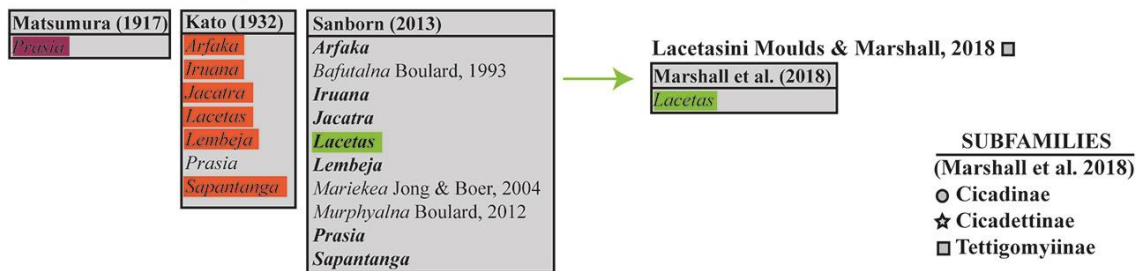 Matsumura (1917)
Prasia
Kato (1932)
Arfaka
Iruana
Jacatra
Lacetas
Lembeja
Prasia
Sapantanga
Sanborn (2013)
Arfaka
Bafutalna Boulard, 1993
Iruana
Jacatra
Lacetas
Lembeja
Mariekea Jong & Boer, 2004
Murphyalna Boulard, 2012
Prasia
Sapantanga
Lacetasini Moulds & Marshall, 2018
Marshall et al. (2018)
Lacetas
SUBFAMILIES
(Marshall et al. 2018)
Cicadinae
Cicadettinae
Tettigomyiinae